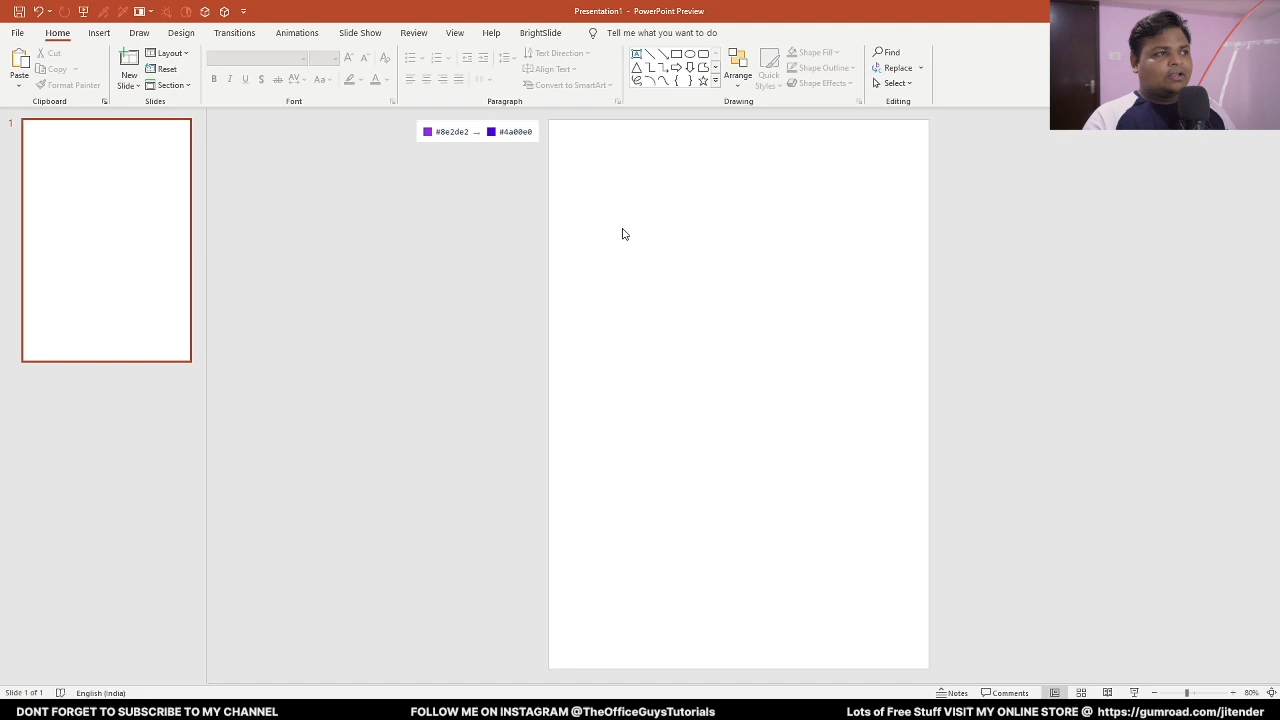 Presentation1 - PowerPoint Preview
File Home Insert Draw Design Transitions Animations Slide Show Review View Help BrightSlide Tell me what you want to do
Paste
Cut
Copy
Format Painter
Clipboard
New
Slide
Layout
Reset
Section
Slides
Font
Text Direction
Align Text
Convert to SmartArt
Paragraph
Arrange
Quick
Styles
Shape Fill
Shape Outline
Shape Effects
Drawing
Find
Replace
Select
Editing
1
#8e2de2 → #4a00e0
Slide 1 of 1 English (India) Notes Comments 80%
DONT FORGET TO SUBSCRIBE TO MY CHANNEL FOLLOW ME ON INSTAGRAM @TheOfficeGuysTutorials Lots of Free Stuff VISIT MY ONLINE STORE @ https://gumroad.com/jitender